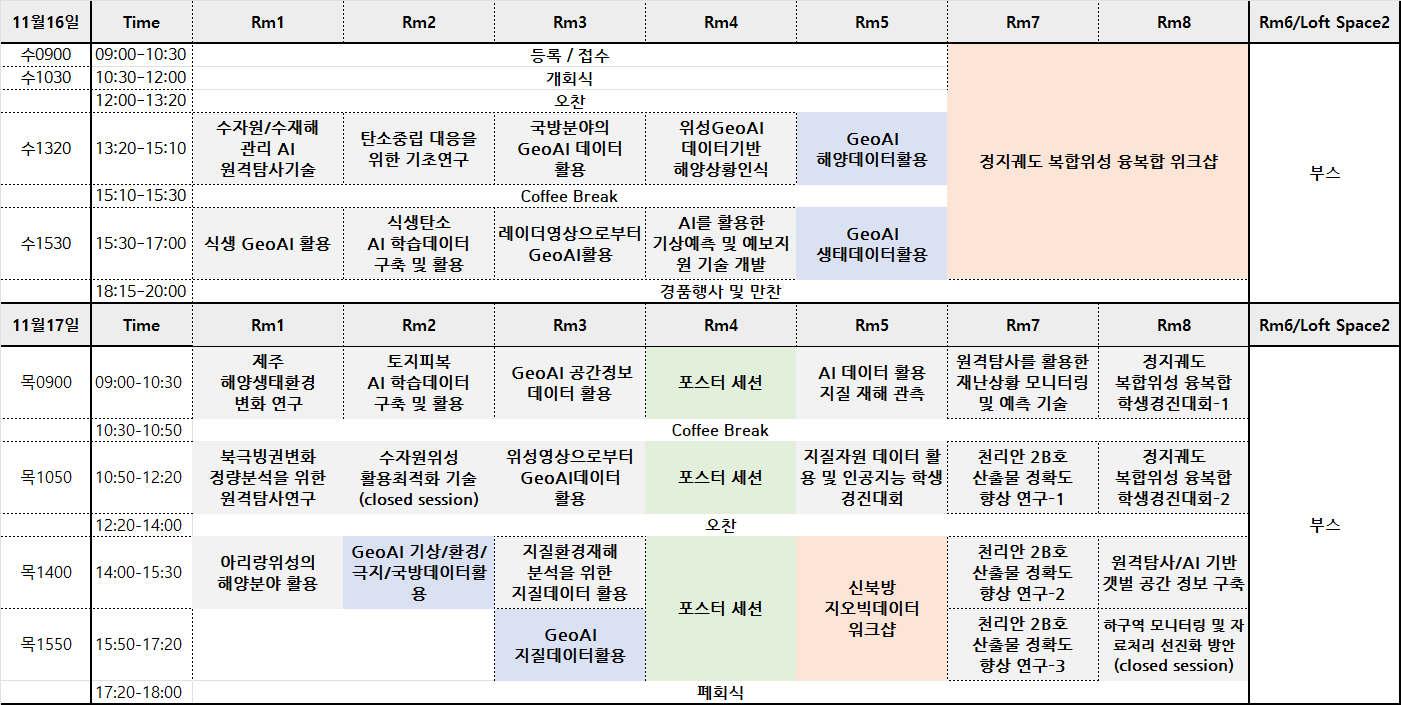 11월16일 Time Rm1 Rm2 Rm3 Rm4 Rm5 Rm7 Rm8 Rm6/Loft Space2
수0900 09:00-10:30 등록 / 접수
수1030 10:30-12:00 개회식
12:00-13:20 오찬
수1320 13:20-15:10
수자원/수재해
관리 AI
원격탐사기술
탄소중립 대응을
위한 기초연구
국방분야의
GeoAI 데이터
활용
위성GeoAI
데이터기반
해양상황인식
GeoAI
해양데이터활용
정지궤도 복합위성 융복합 워크샵
부스
15:10-15:30 Coffee Break
수1530 15:30-17:00
식생 GeoAI 활용
식생탄소
AI 학습데이터
구축 및 활용
레이더영상으로부터
GeoAI활용
AI를 활용한
기상예측 및 예보지
원 기술 개발
GeoAI
생태데이터활용
18:15-20:00 경품행사 및 만찬
11월17일 Time Rm1 Rm2 Rm3 Rm4 Rm5 Rm7 Rm8 Rm6/Loft Space2
목0900 09:00-10:30
제주
해양생태환경
변화 연구
토지피복
AI 학습데이터
구축 및 활용
GeoAI 공간정보
데이터 활용
포스터 세션
AI 데이터 활용
지질 재해 관측
원격탐사를 활용한
재난상황 모니터링
및 예측 기술
정지궤도
복합위성 융복합
학생경진대회-1
10:30-10:50 Coffee Break
목1050 10:50-12:20
북극빙권변화
정량분석을 위한
원격탐사연구
수자원위성
활용최적화 기술
(closed session)
위성영상으로부터
GeoAI데이터
활용
포스터 세션
지질자원 데이터 활
용 및 인공지능 학생
경진대회
천리안 2B호
산출물 정확도
향상 연구-1
정지궤도
복합위성 융복합
학생경진대회-2
부스
12:20-14:00 오찬
목1400 14:00-15:30
아리랑위성의
해양분야 활용
GeoAI 기상/환경/
극지/국방데이터활
용
지질환경재해
분석을 위한
지질데이터 활용
포스터 세션
신북방
지오빅데이터
워크샵
천리안 2B호
산출물 정확도
향상 연구-2
원격탐사/AI 기반
갯벌 공간 정보 구축
목1550 15:50-17:20
GeoAI
지질데이터활용
천리안 2B호
산출물 정확도
향상 연구-3
하구역 모니터링 및 자
료처리 선진화 방안
(closed session)
17:20-18:00 폐회식